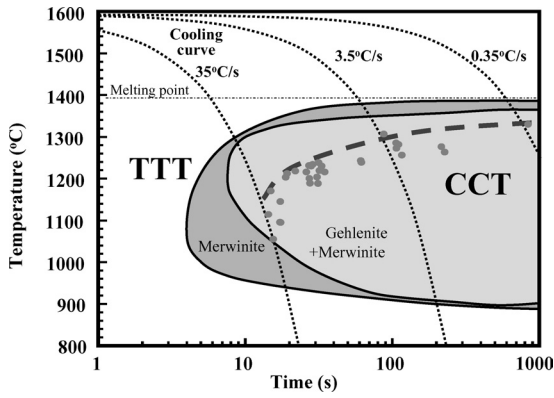 1600
1500
1400
1300
1200
1100
1000
900
800
Temperature (°C)
Cooling
curve
35°C/s
3.5°C/s
0.35°C/s
Melting point
TTT
CCT
Merwinite
Gehlenite
+Merwinite
1
10
100
1000
Time (s)